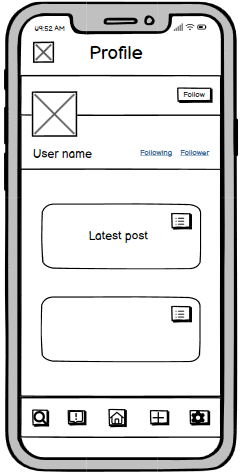 09:52 AM
Profile
Follow
User name
Following Follower
Latest post